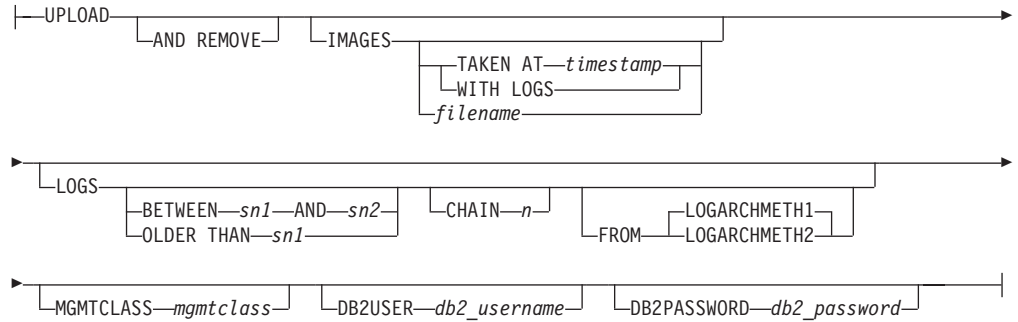 UPLOAD
AND REMOVE
IMAGES
TAKEN AT timestamp
WITH LOGS
filename
LOGS
BETWEEN sn1 AND sn2
OLDER THAN sn1
CHAIN n
FROM
LOGARCHMETH1
LOGARCHMETH2
MGMTCLASS mgmtclass
DB2USER db2_username
DB2PASSWORD db2_password